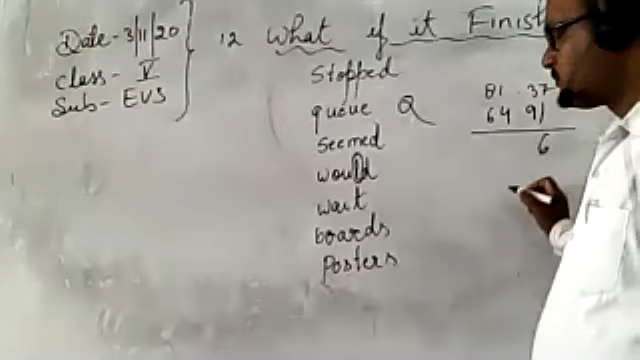 Date - 3/11/20
Class - V
Sub - EVS
12 What if it Finish
Stopped
queue Q
Seemed
would
wait
boards
Posters
81 . 37
64 91
6